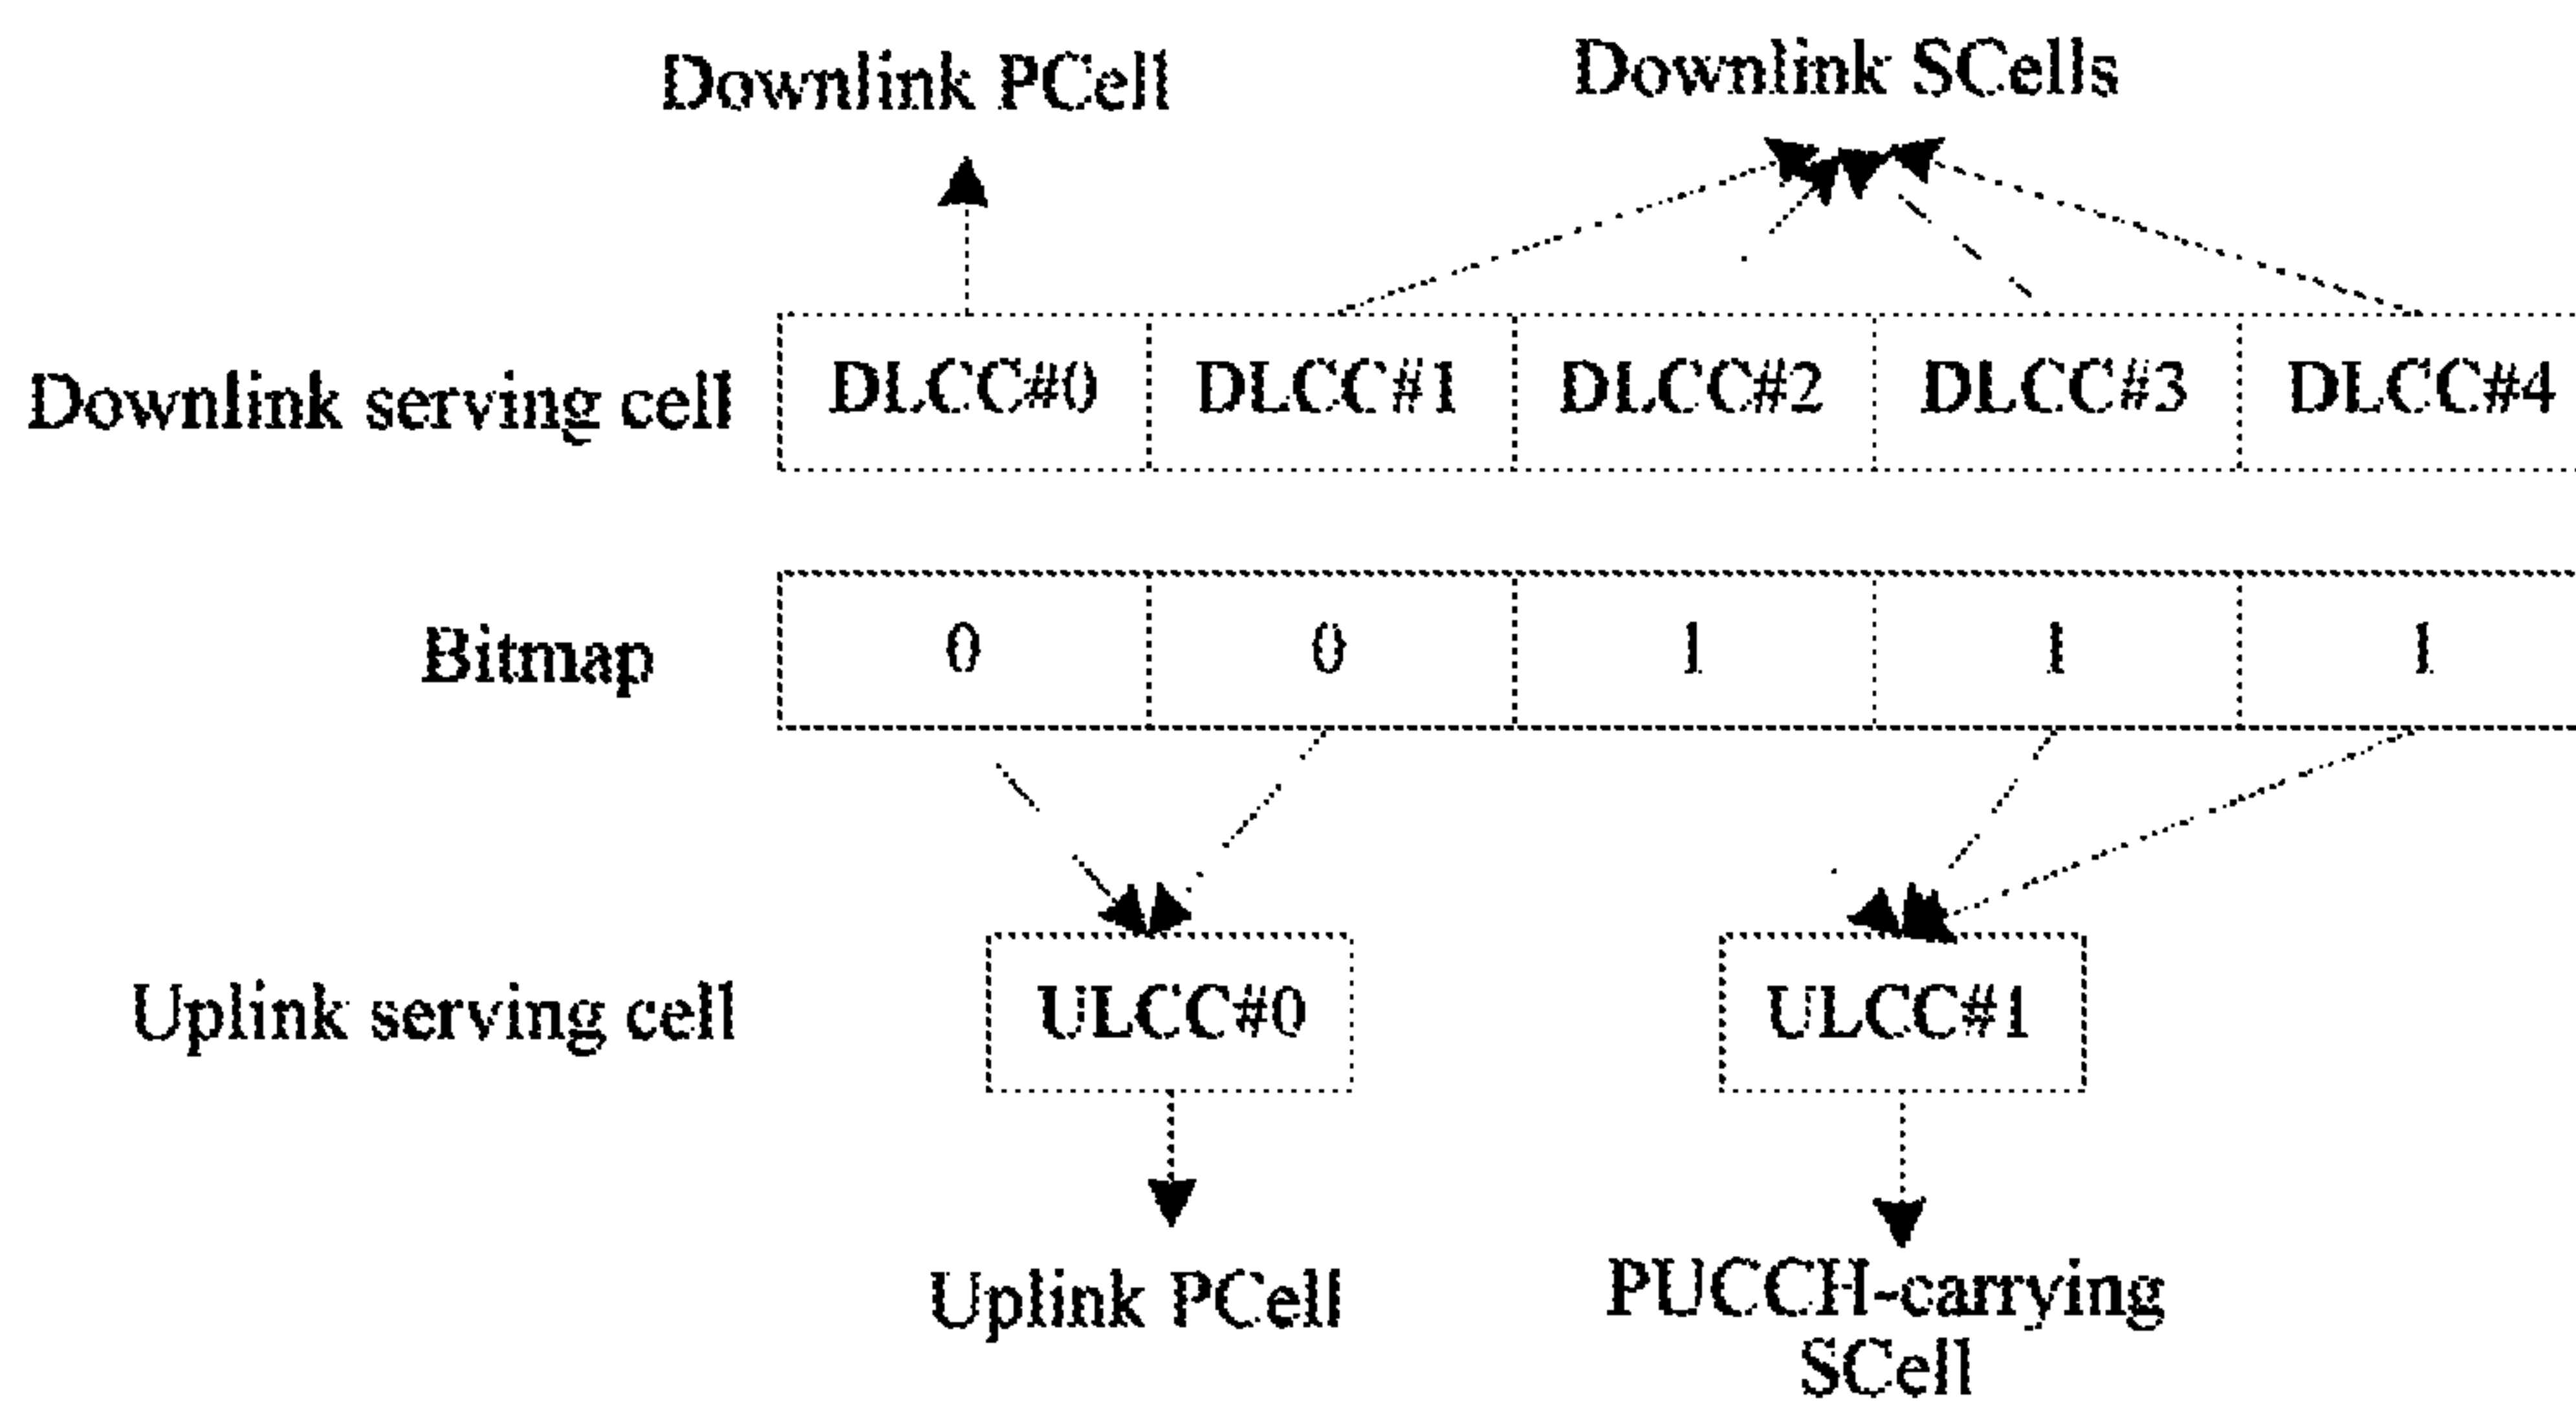 Downlink PCell
Downlink SCells
Downlink serving cell
DLCC#0
DLCC#1
DLCC#2
DLCC#3
DLCC#4
Bitmap
0
0
1
1
1
Uplink serving cell
ULCC#0
ULCC#1
Uplink PCell
PUCCH-carrying
SCell